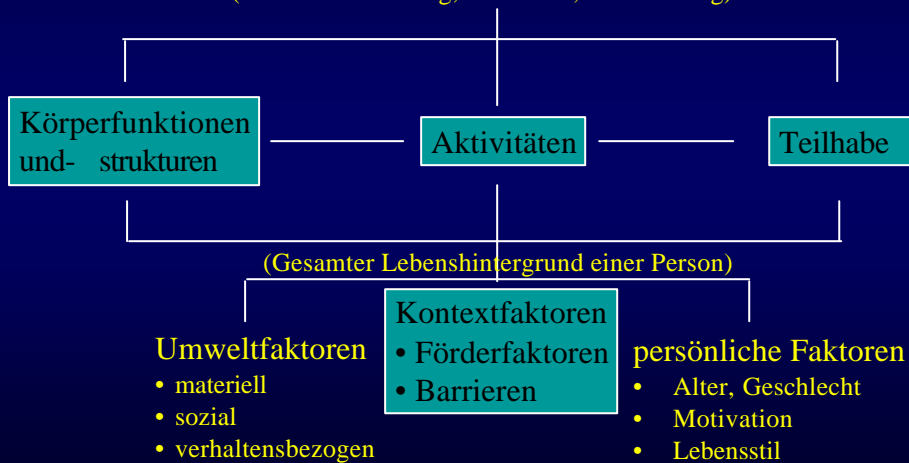 Körperfunktionen
und- strukturen
Aktivitäten
Teilhabe
(Gesamter Lebenshintergrund einer Person)
Kontextfaktoren
• Förderfaktoren
• Barrieren
Umweltfaktoren
• materiell
• sozial
• verhaltensbezogen
persönliche Faktoren
• Alter, Geschlecht
• Motivation
• Lebensstil